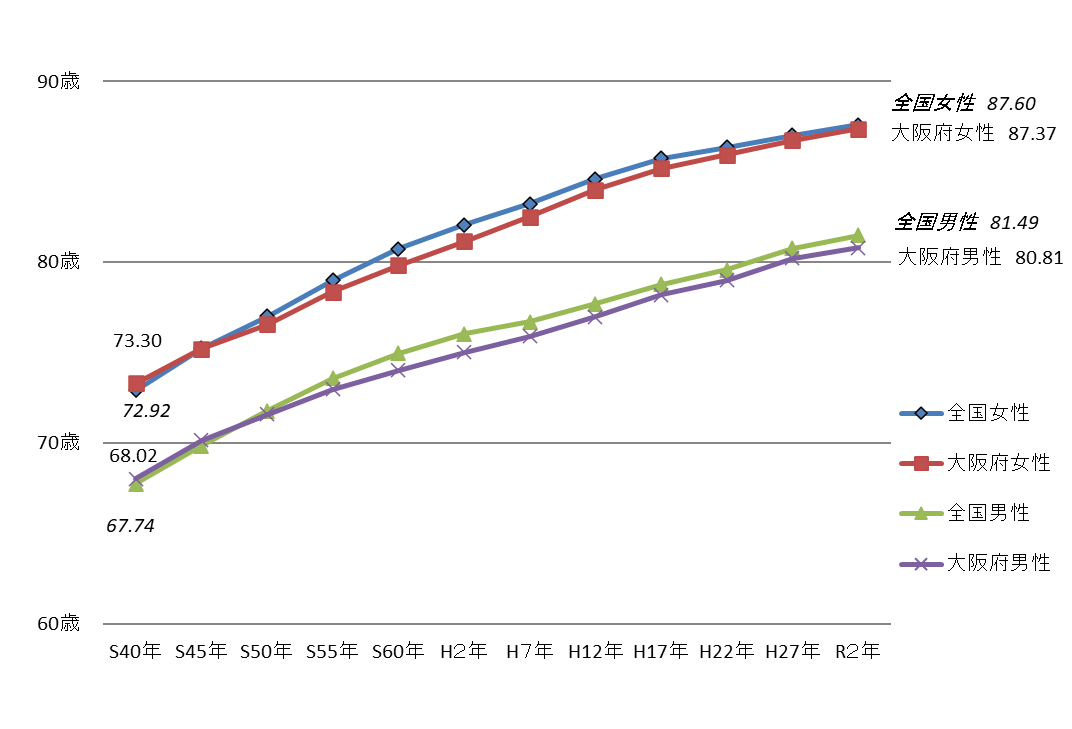 90歳
全国女性 87.60
大阪府女性 87.37
全国男性 81.49
80歳
大阪府男性 80.81
73.30
72.92
全国女性
70歳
68.02
大阪府女性
67.74
全国男性
大阪府男性
60歳
S40年 S45年 S50年 S55年 S60年 H２年 H７年 H12年 H17年 H22年 H27年 R２年